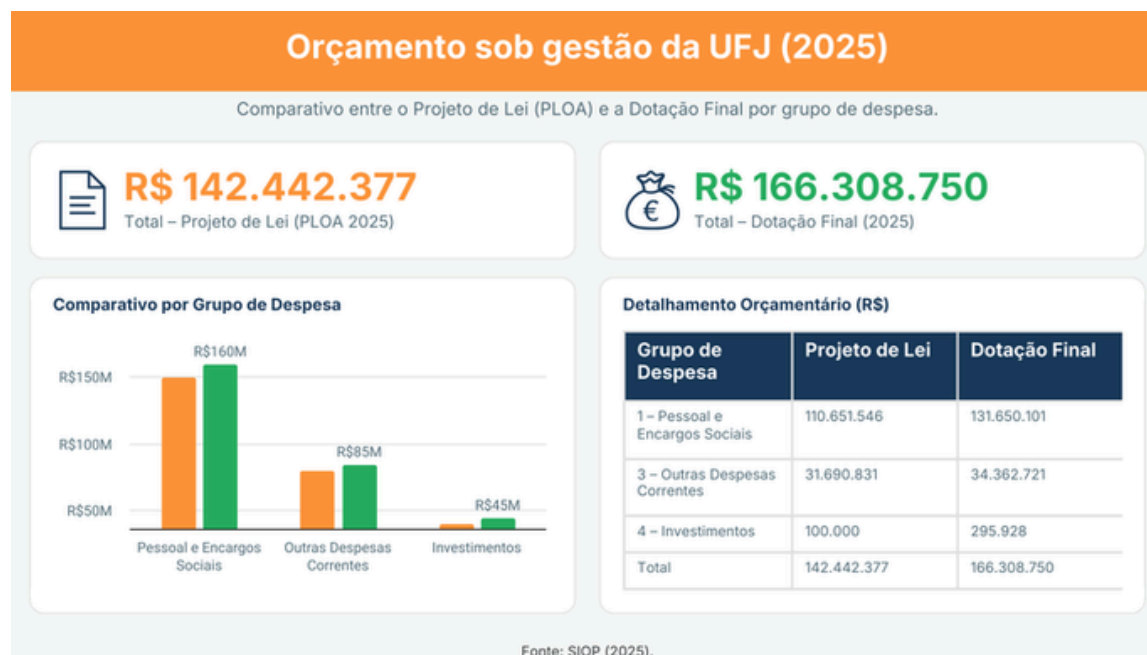 Orçamento sob gestão da UFJ (2025)
Comparativo entre o Projeto de Lei (PLOA) e a Dotação Final por grupo de despesa.
R$ 142.442.377
Total – Projeto de Lei (PLOA 2025)
€
R$ 166.308.750
Total – Dotação Final (2025)
Comparativo por Grupo de Despesa
R$160M
R$150M
R$100M
R$85M
R$50M
R$45M
Pessoal e Encargos
Sociais
Outras Despesas
Correntes
Investimentos
Detalhamento Orçamentário (R$)
Grupo de
Despesa
Projeto de Lei
Dotação Final
1 – Pessoal e
Encargos Sociais
110.651.546
131.650.101
3 – Outras Despesas
Correntes
31.690.831
34.362.721
4 – Investimentos
100.000
295.928
Total
142.442.377
166.308.750
Fonte: SIOP (2025).